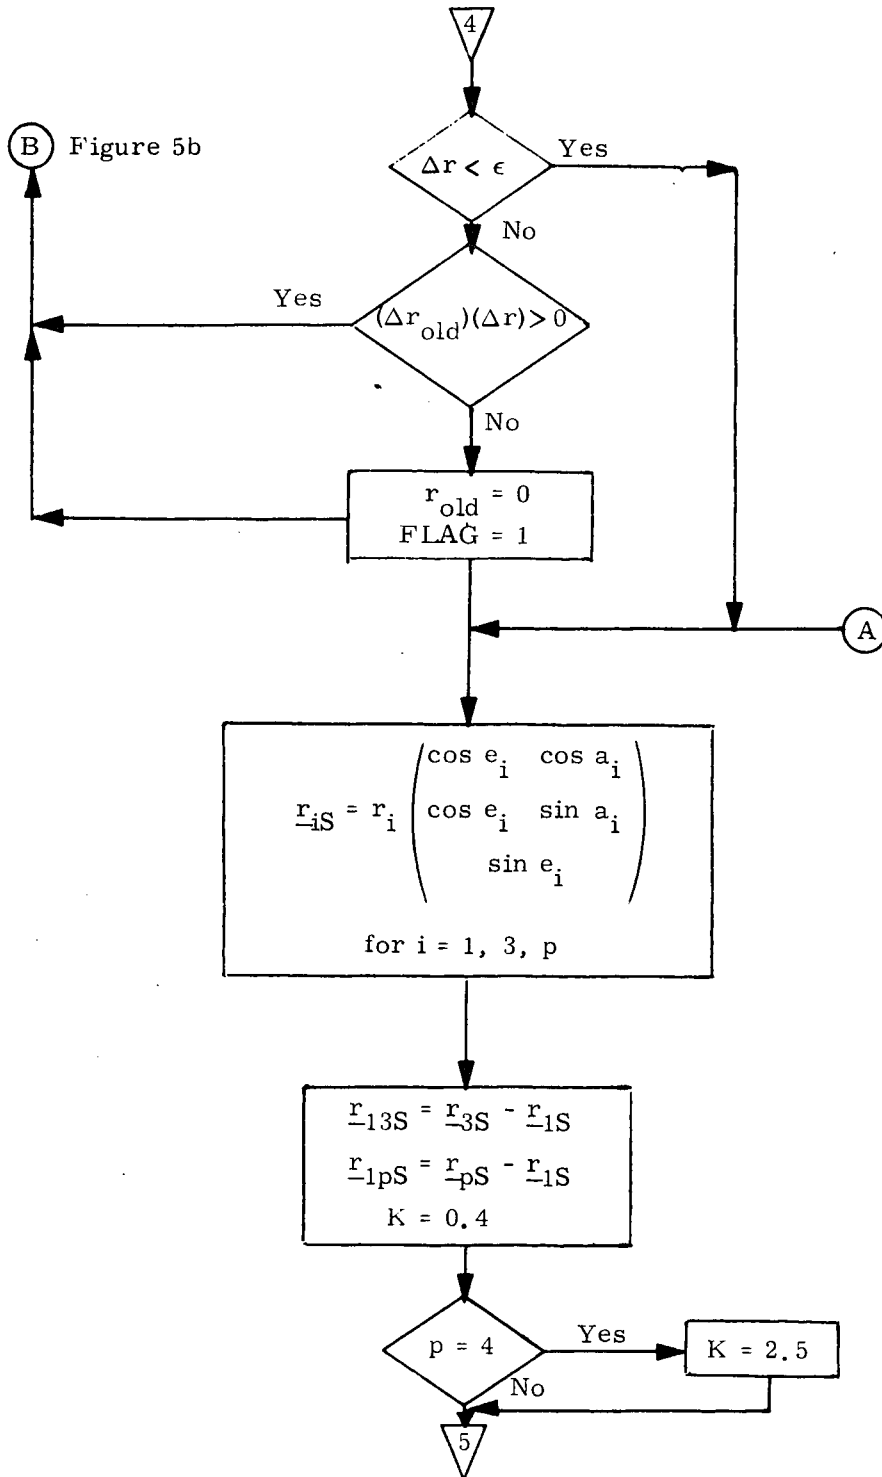 4
B Figure 5b
Δr < ϵ
Yes
No
(Δr_old)(Δr) > 0
Yes
No
r_old = 0
FLAG = 1
A
r_iS = r_i ( cos e_i cos a_i
cos e_i sin a_i
sin e_i )
for i = 1, 3, p
r_13S = r_3S - r_1S
r_1pS = r_pS - r_1S
K = 0.4
p = 4
Yes
K = 2.5
No
5